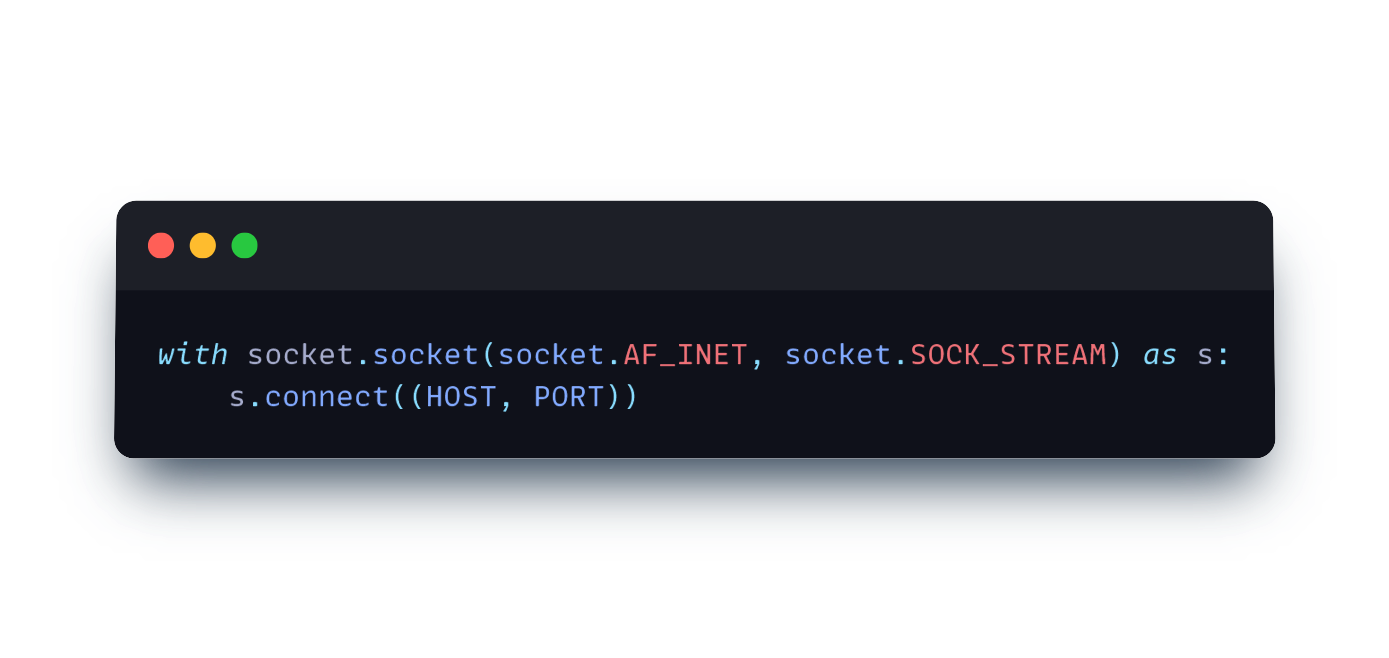 with socket.socket(socket.AF_INET, socket.SOCK_STREAM) as s:
    s.connect((HOST, PORT))